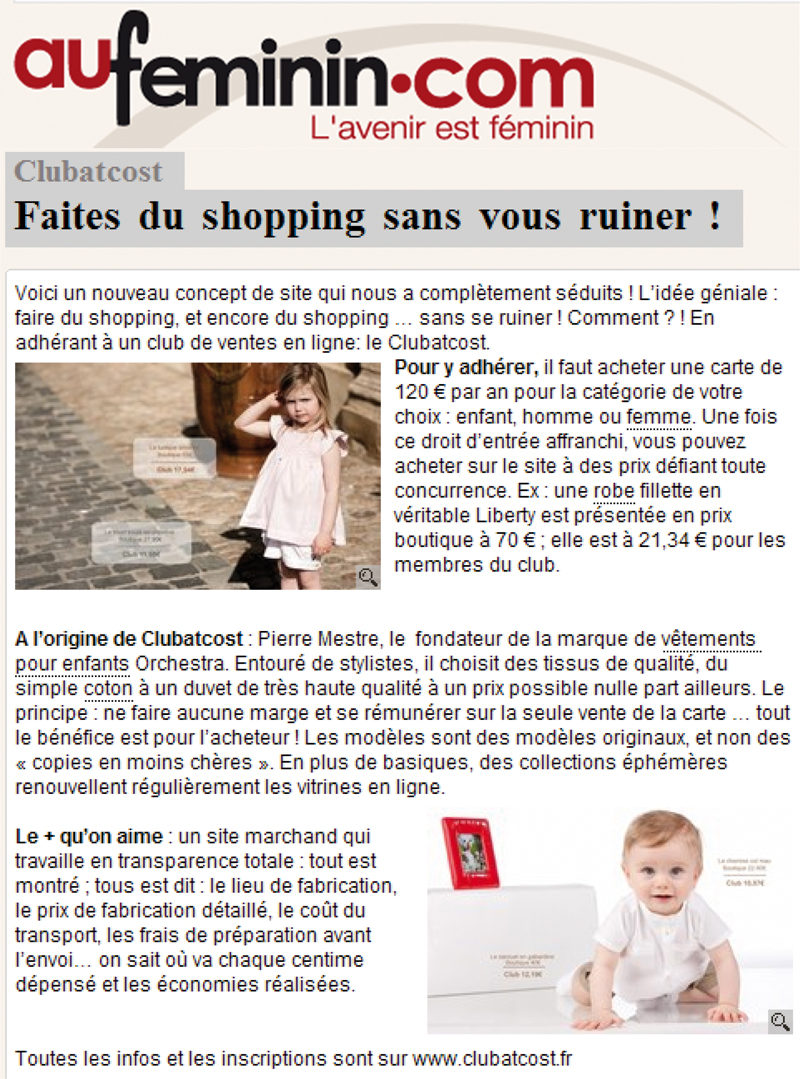 aufeminin.com
L'avenir est féminin
Clubatcost
Faites du shopping sans vous ruiner !
Voici un nouveau concept de site qui nous a complètement séduits ! L'idée géniale :
faire du shopping, et encore du shopping ... sans se ruiner ! Comment ? ! En
adhérant à un club de ventes en ligne: le Clubatcost.
Pour y adhérer, il faut acheter une carte de
120 € par an pour la catégorie de votre
choix : enfant, homme ou femme. Une fois
ce droit d'entrée affranchi, vous pouvez
acheter sur le site à des prix défiant toute
concurrence. Ex : une robe fillette en
véritable Liberty est présentée en prix
boutique à 70 € ; elle est à 21,34 € pour les
membres du club.
Club 17,34€
A l'origine de Clubatcost : Pierre Mestre, le fondateur de la marque de vêtements
pour enfants Orchestra. Entouré de stylistes, il choisit des tissus de qualité, du
simple coton à un duvet de très haute qualité à un prix possible nulle part ailleurs. Le
principe : ne faire aucune marge et se rémunérer sur la seule vente de la carte ... tout
le bénéfice est pour l'acheteur ! Les modèles sont des modèles originaux, et non des
« copies en moins chères ». En plus de basiques, des collections éphémères
renouvellent régulièrement les vitrines en ligne.
Le + qu'on aime : un site marchand qui
travaille en transparence totale : tout est
montré ; tous est dit : le lieu de fabrication,
le prix de fabrication détaillé, le coût du
transport, les frais de préparation avant
l'envoi... on sait où va chaque centime
dépensé et les économies réalisées.
Toutes les infos et les inscriptions sont sur www.clubatcost.fr